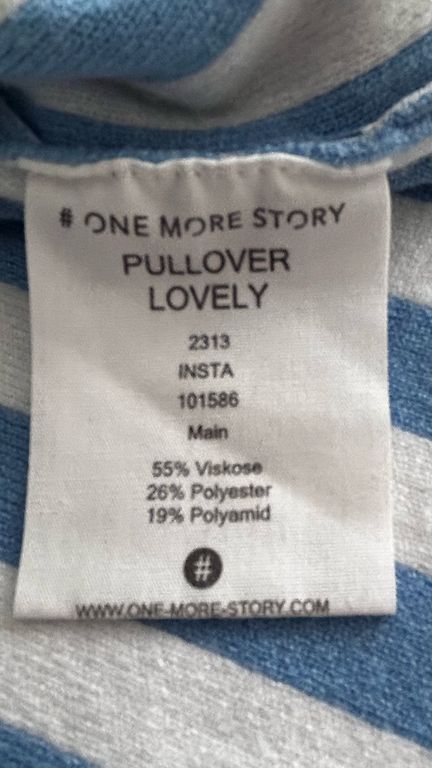 # ONE MORE STORY
PULLOVER
LOVELY
2313
INSTA
101586
Main
55% Viskose
26% Polyester
19% Polyamid
#
WWW.ONE-MORE-STORY.COM